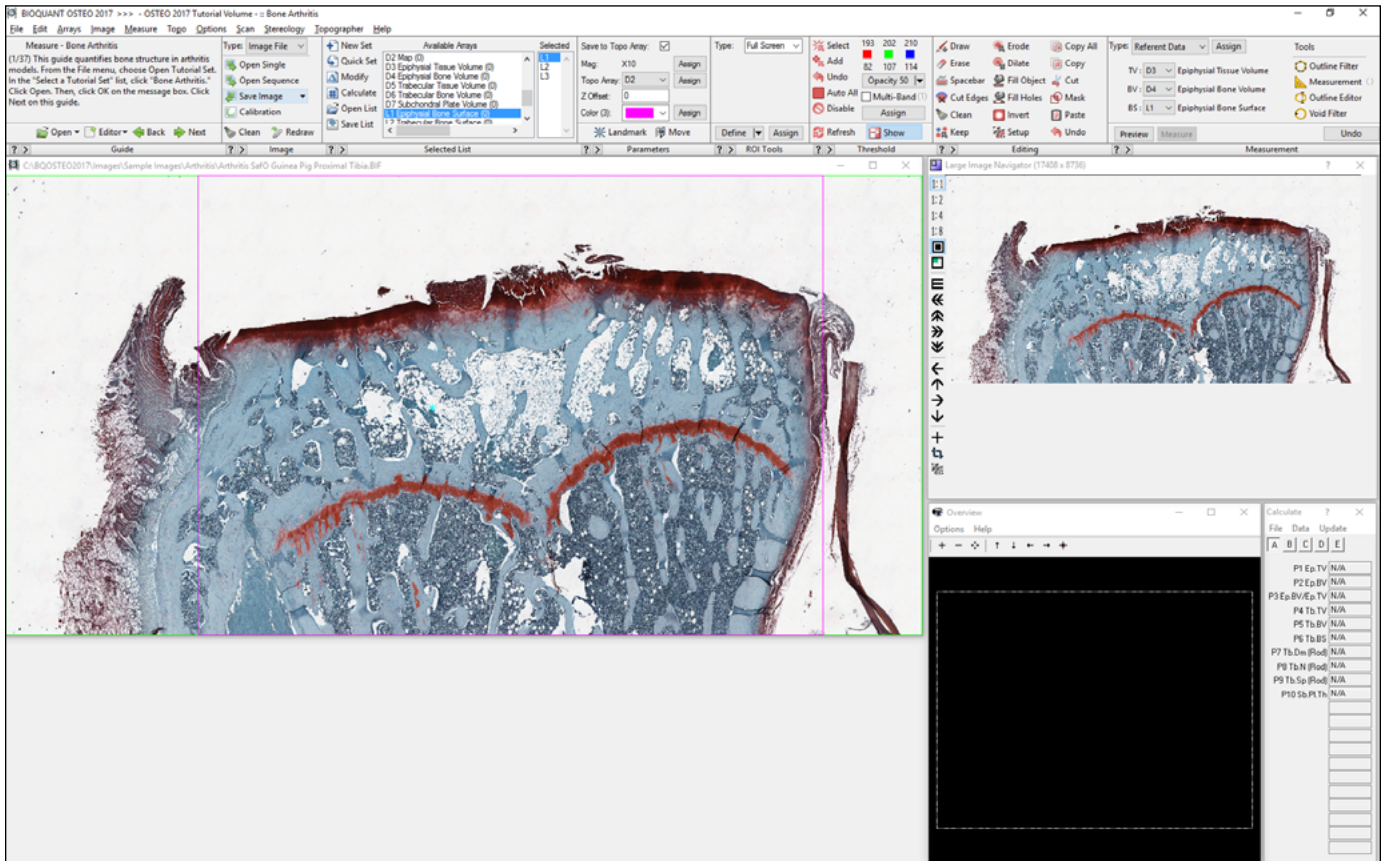 BIOQUANT OSTEO 2017 >>> - OSTEO 2017 Tutorial Volume - :: Bone Arthritis
File Edit Arrays Image Measure Topo Options Scan Stereology Topographer Help
Measure - Bone Arthritis
(1/37) This guide quantifies bone structure in arthritis
models. From the File menu, choose Open Tutorial Set.
In the "Select a Tutorial Set" list, click "Bone Arthritis."
Click Open. Then, click OK on the message box. Click
Next on this guide.
Open Editor Back Next
? > Guide
Type: Image File
Open Single
Open Sequence
Save Image
Calibration
Clean Redraw
? > Image
New Set
Quick Set
Modify
Calculate
Open List
Save List
Available Arrays
D2 Map (0)
D3 Epiphysial Tissue Volume (0)
D4 Epiphysial Bone Volume (0)
D5 Trabecular Tissue Volume (0)
D6 Trabecular Bone Volume (0)
D7 Subchondral Plate Volume (0)
L1 Epiphysial Bone Surface (0)
L2 Trabecular Bone Surface (0)
Selected
L1
L2
L3
? > Selected List
Save to Topo Array:
Mag: X10 Assign
Topo Array: D2 Assign
Z Offset: 0
Color (3): Assign
Landmark Move
? > Parameters
Type: Full Screen
Define Assign
? > ROI Tools
Select 193 202 210
Add
Undo 82 107 114
Opacity 50
Auto All Multi-Band (1)
Disable Assign
Refresh Show
? > Threshold
Draw Erode Copy All
Erase Dilate Copy
Spacebar Fill Object Cut
Cut Edges Fill Holes Mask
Clean Invert Paste
Keep Setup Undo
? > Editing
Type: Referent Data Assign
TV: D3 Epiphysial Tissue Volume
BV: D4 Epiphysial Bone Volume
BS: L1 Epiphysial Bone Surface
Preview Measure
Tools
Outline Filter
Measurement
Outline Editor
Void Filter
Undo
? > Measurement
C:\BQOSTEO2017\Images\Sample Images\Arthritis\Arthritis SafO Guinea Pig Proximal Tibia.BIF
Large Image Navigator (17408 x 8736)
1:1
1:2
1:4
1:8
Overview
Options Help
Calculate
File Data Update
A B C D E
P1 Ep.TV N/A
P2 Ep.BV N/A
P3 Ep.BV/Ep.TV N/A
P4 Tb.TV N/A
P5 Tb.BV N/A
P6 Tb.BS N/A
P7 Tb.Dm (Rod) N/A
P8 Tb.N (Rod) N/A
P9 Tb.Sp (Rod) N/A
P10 Sb.Pl.Th N/A